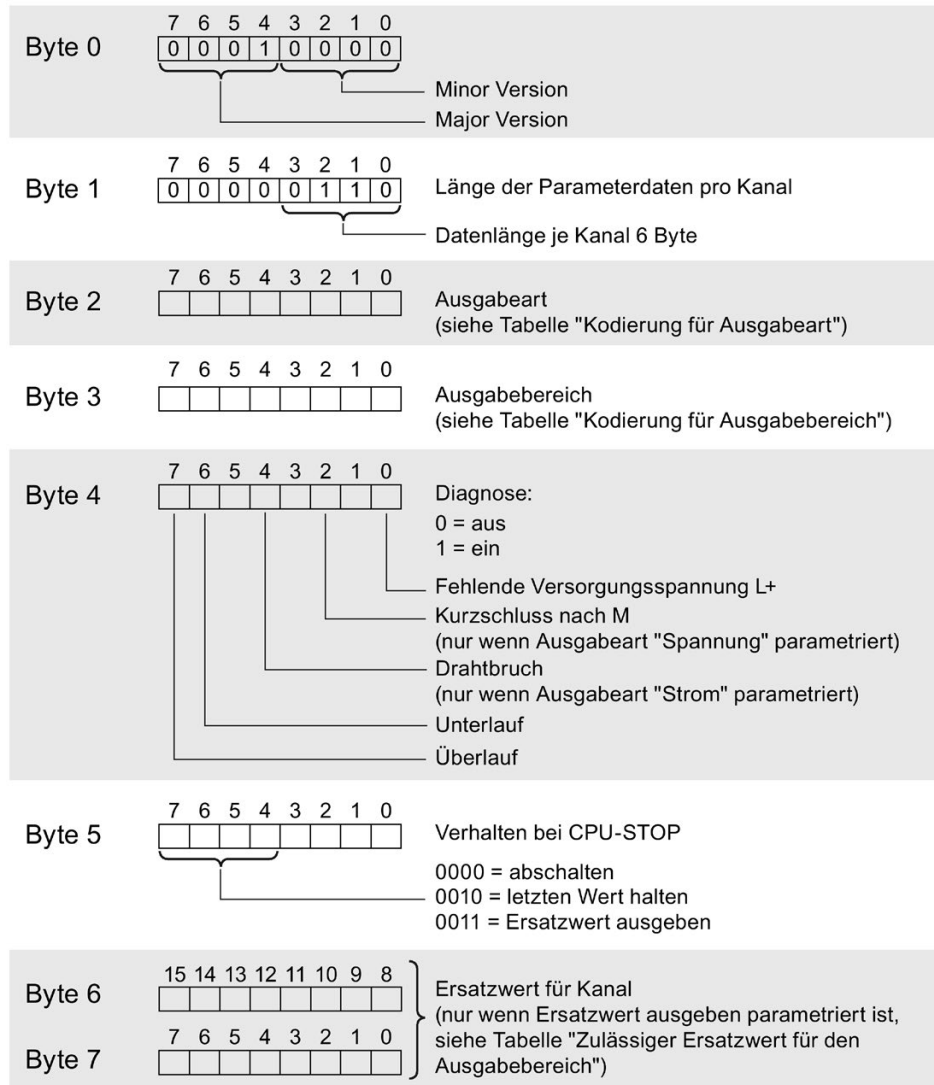 7 6 5 4 3 2 1 0
Byte 0 0 0 0 1 0 0 0 0
Minor Version
Major Version
7 6 5 4 3 2 1 0
Byte 1 0 0 0 0 0 1 1 0 Länge der Parameterdaten pro Kanal
Datenlänge je Kanal 6 Byte
7 6 5 4 3 2 1 0
Byte 2 Ausgabeart
(siehe Tabelle "Kodierung für Ausgabeart")
7 6 5 4 3 2 1 0
Byte 3 Ausgabebereich
(siehe Tabelle "Kodierung für Ausgabebereich")
7 6 5 4 3 2 1 0
Byte 4 Diagnose:
0 = aus
1 = ein
Fehlende Versorgungsspannung L+
Kurzschluss nach M
(nur wenn Ausgabeart "Spannung" parametriert)
Drahtbruch
(nur wenn Ausgabeart "Strom" parametriert)
Unterlauf
Überlauf
7 6 5 4 3 2 1 0
Byte 5 Verhalten bei CPU-STOP
0000 = abschalten
0010 = letzten Wert halten
0011 = Ersatzwert ausgeben
15 14 13 12 11 10 9 8
Byte 6 Ersatzwert für Kanal
(nur wenn Ersatzwert ausgeben parametriert ist,
7 6 5 4 3 2 1 0 siehe Tabelle "Zulässiger Ersatzwert für den
Byte 7 Ausgabebereich")